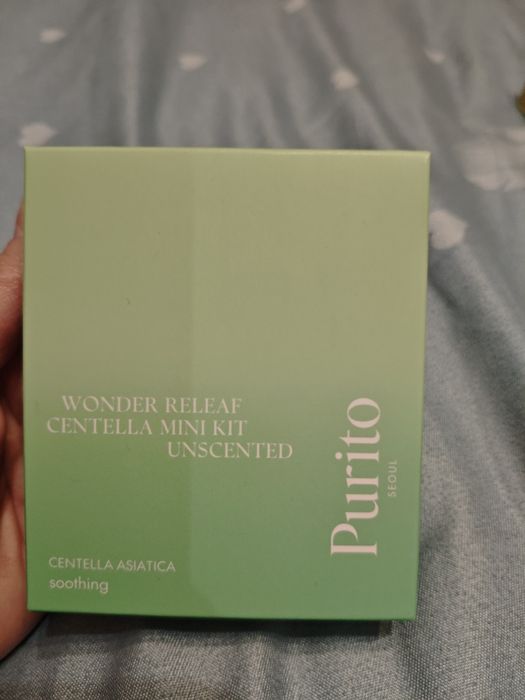 WONDER RELEAF
CENTELLA MINI KIT
UNSCENTED
Purito
SEOUL
CENTELLA ASIATICA
soothing